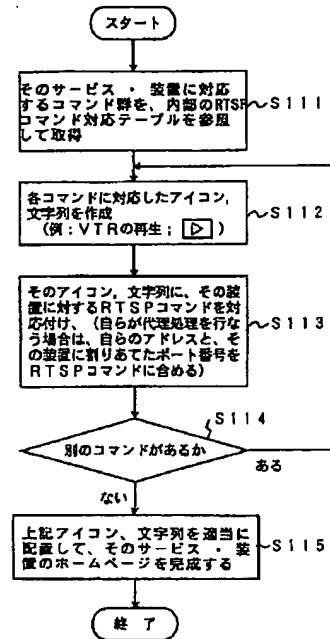 スタート
そのサービス・装置に対応
するコマンド群を、内部のRTSP
コマンド対応テーブルを参照
して取得
S111
各コマンドに対応したアイコン,
文字列を作成
(例:VTRの再生; ▷ )
S112
そのアイコン,文字列に、その装
置に対するRTSPコマンドを対
応付け、(自らが代理処理を行な
う場合は、自らのアドレスと、そ
の装置に割りあてたポート番号を
RTSPコマンドに含める)
S113
S114
別のコマンドがあるか
ある
ない
上記アイコン、文字列を適当に
配置して、そのサービス・装
置のホームページを完成する
S115
終了